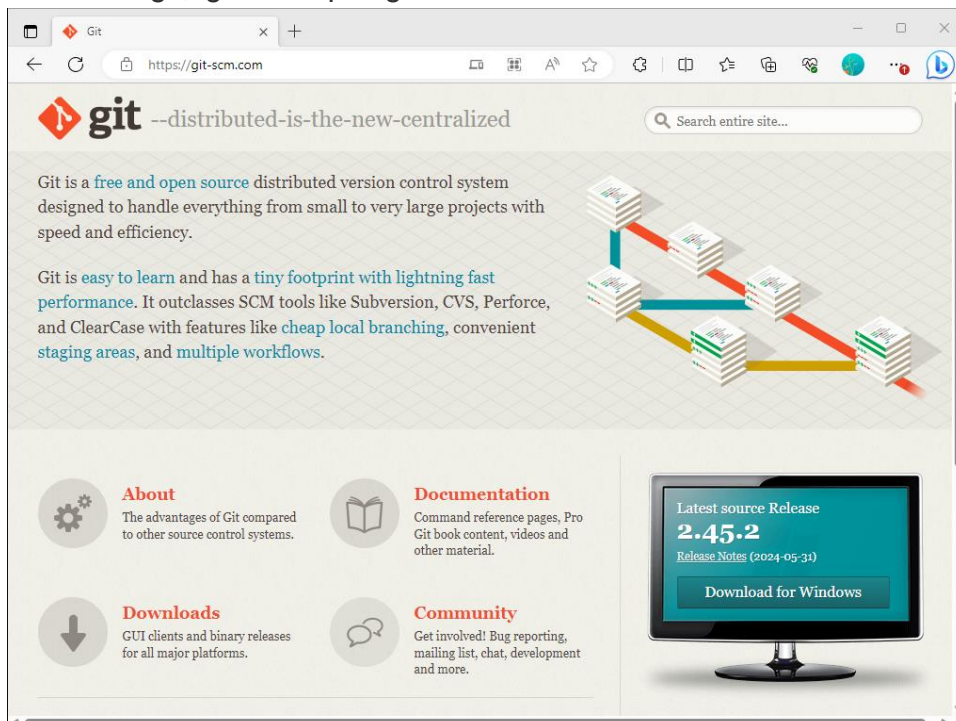 Git
https://git-scm.com
git --distributed-is-the-new-centralized
Search entire site...
Git is a free and open source distributed version control system
designed to handle everything from small to very large projects with
speed and efficiency.
Git is easy to learn and has a tiny footprint with lightning fast
performance. It outclasses SCM tools like Subversion, CVS, Perforce,
and ClearCase with features like cheap local branching, convenient
staging areas, and multiple workflows.
About
The advantages of Git compared
to other source control systems.
Documentation
Command reference pages, Pro
Git book content, videos and
other material.
Downloads
GUI clients and binary releases
for all major platforms.
Community
Get involved! Bug reporting,
mailing list, chat, development
and more.
Latest source Release
2.45.2
Release Notes (2024-05-31)
Download for Windows